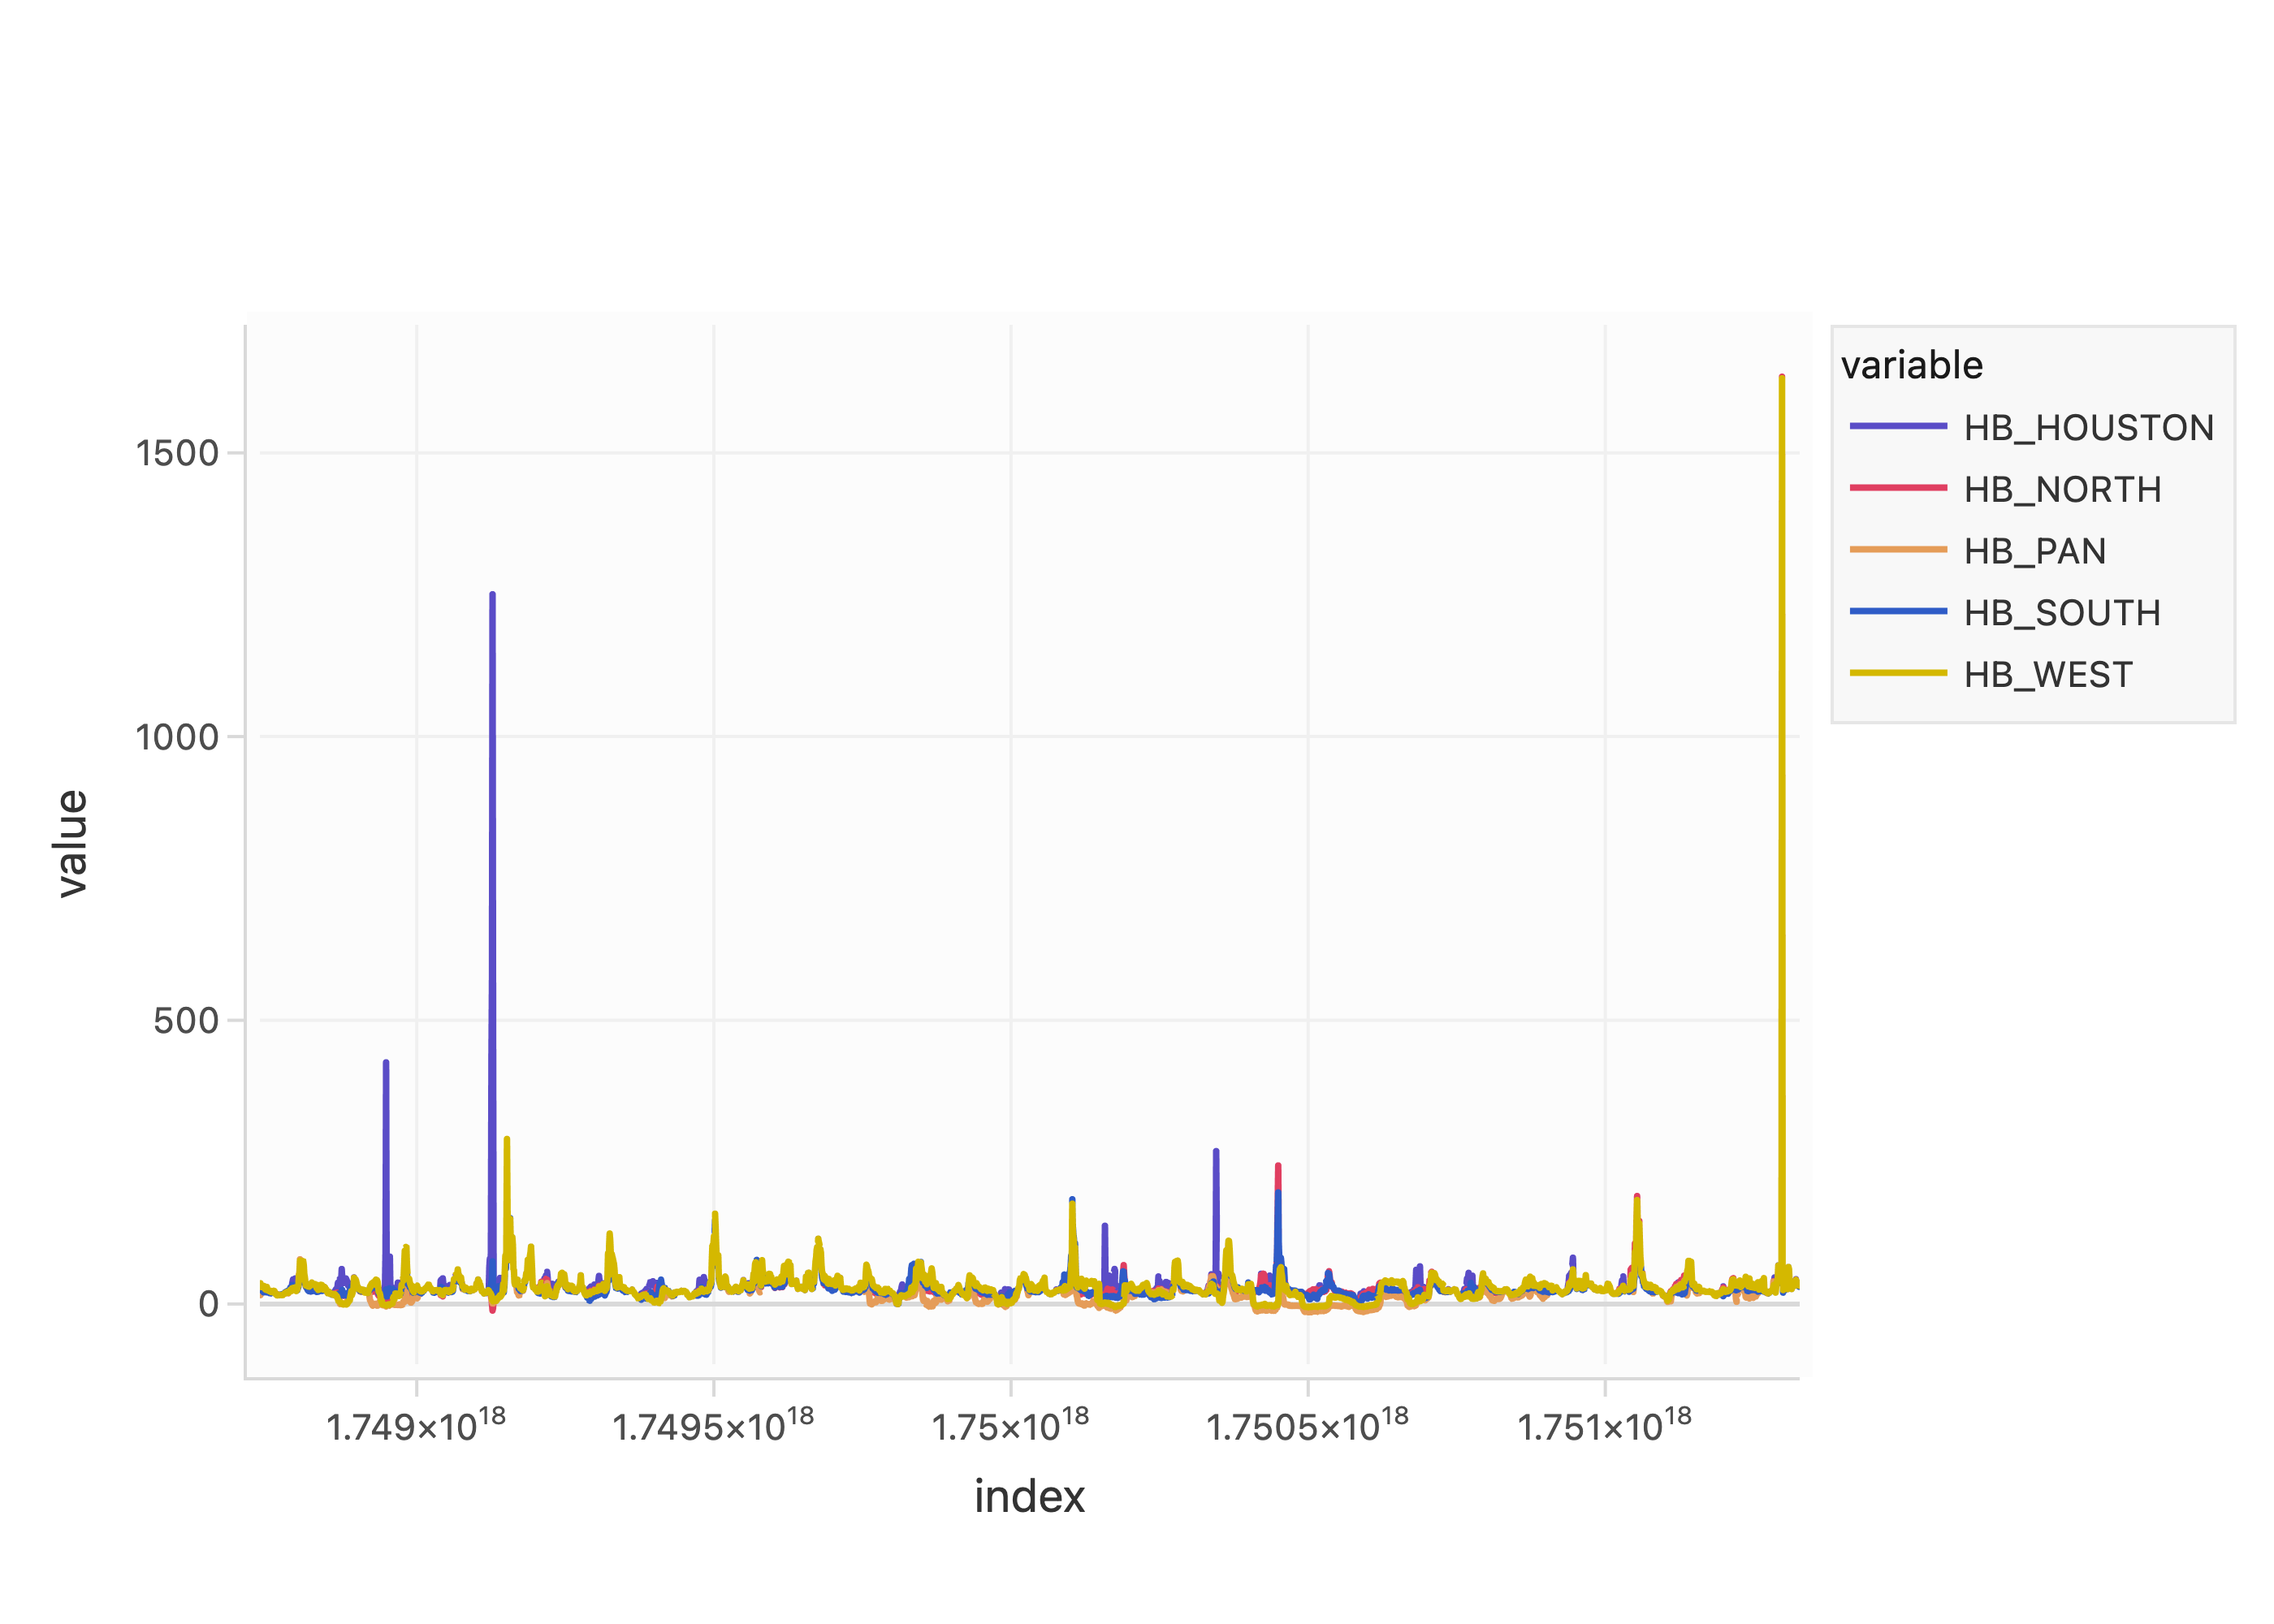 variable
HB_HOUSTON
HB_NORTH
HB_PAN
HB_SOUTH
HB_WEST
value
1500
1000
500
0
1.749×10¹⁸
1.7495×10¹⁸
1.75×10¹⁸
1.7505×10¹⁸
1.751×10¹⁸
index